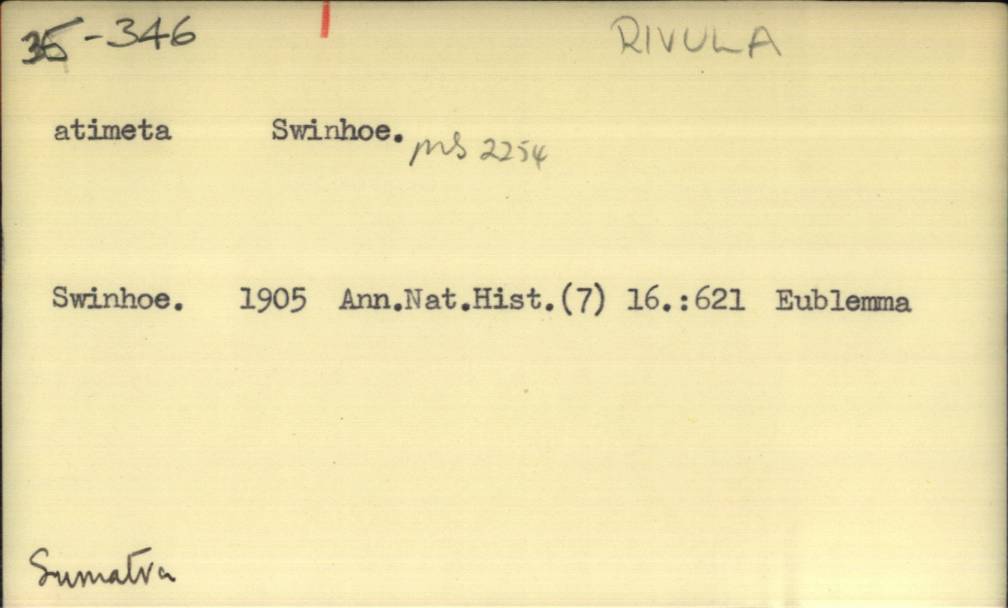 35-346 RIVULA
atimeta Swinhoe. MS 2254
Swinhoe. 1905 Ann.Nat.Hist.(7) 16.:621 Eublemma
Sumatra